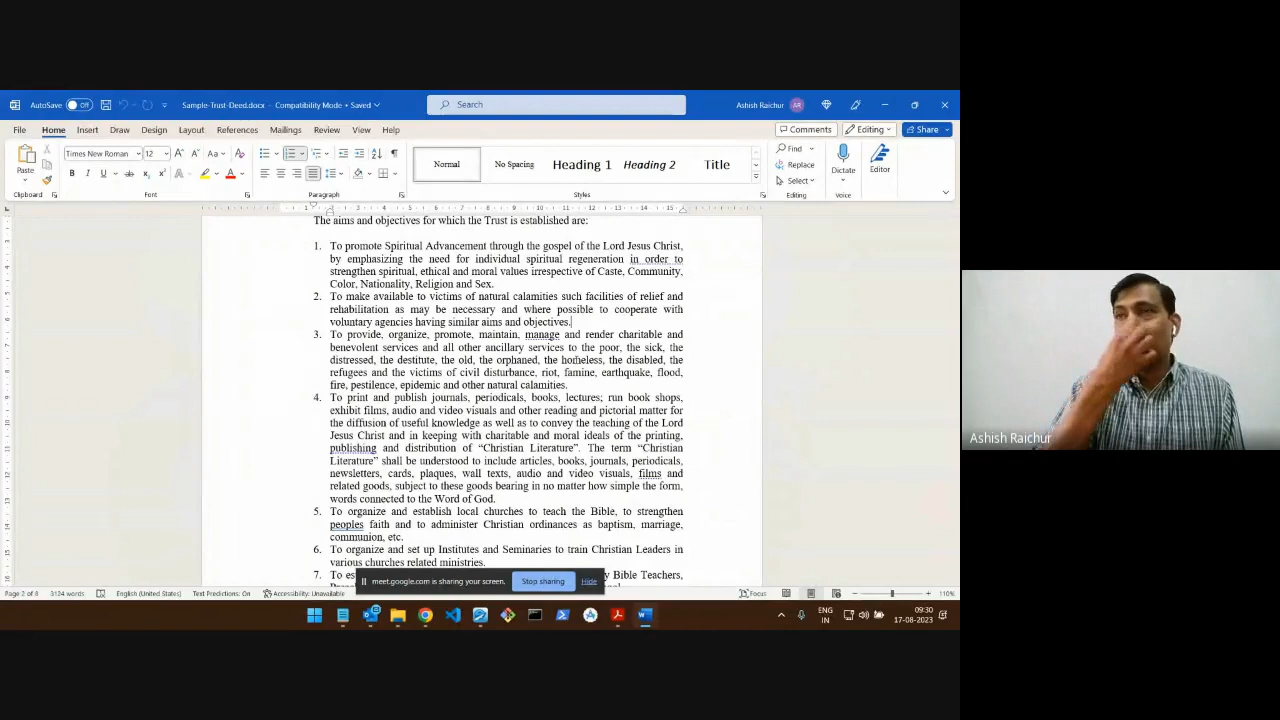 AutoSave Off Sample-Trust-Deed.docx - Compatibility Mode • Saved Search Ashish Raichur AR
File Home Insert Draw Design Layout References Mailings Review View Help Comments Editing Share
Paste Times New Roman 12 Normal No Spacing Heading 1 Heading 2 Title Find Replace Select Dictate Editor
Clipboard Font Paragraph Styles Editing Voice Editor
The aims and objectives for which the Trust is established are:
1. To promote Spiritual Advancement through the gospel of the Lord Jesus Christ,
by emphasizing the need for individual spiritual regeneration in order to
strengthen spiritual, ethical and moral values irrespective of Caste, Community,
Color, Nationality, Religion and Sex.
2. To make available to victims of natural calamities such facilities of relief and
rehabilitation as may be necessary and where possible to cooperate with
voluntary agencies having similar aims and objectives.
3. To provide, organize, promote, maintain, manage and render charitable and
benevolent services and all other ancillary services to the poor, the sick, the
distressed, the destitute, the old, the orphaned, the homeless, the disabled, the
refugees and the victims of civil disturbance, riot, famine, earthquake, flood,
fire, pestilence, epidemic and other natural calamities.
4. To print and publish journals, periodicals, books, lectures; run book shops,
exhibit films, audio and video visuals and other reading and pictorial matter for
the diffusion of useful knowledge as well as to convey the teaching of the Lord
Jesus Christ and in keeping with charitable and moral ideals of the printing,
publishing and distribution of “Christian Literature”. The term “Christian
Literature” shall be understood to include articles, books, journals, periodicals,
newsletters, cards, plaques, wall texts, audio and video visuals, films and
related goods, subject to these goods bearing in no matter how simple the form,
words connected to the Word of God.
5. To organize and establish local churches to teach the Bible, to strengthen
peoples faith and to administer Christian ordinances as baptism, marriage,
communion, etc.
6. To organize and set up Institutes and Seminaries to train Christian Leaders in
various churches related ministries.
7. To es
y Bible Teachers,
meet.google.com is sharing your screen. Stop sharing Hide
Page 2 of 8 3124 words English (United States) Text Predictions: On Accessibility: Unavailable Focus 110%
ENG IN 09:30 17-08-2023
Ashish Raichur